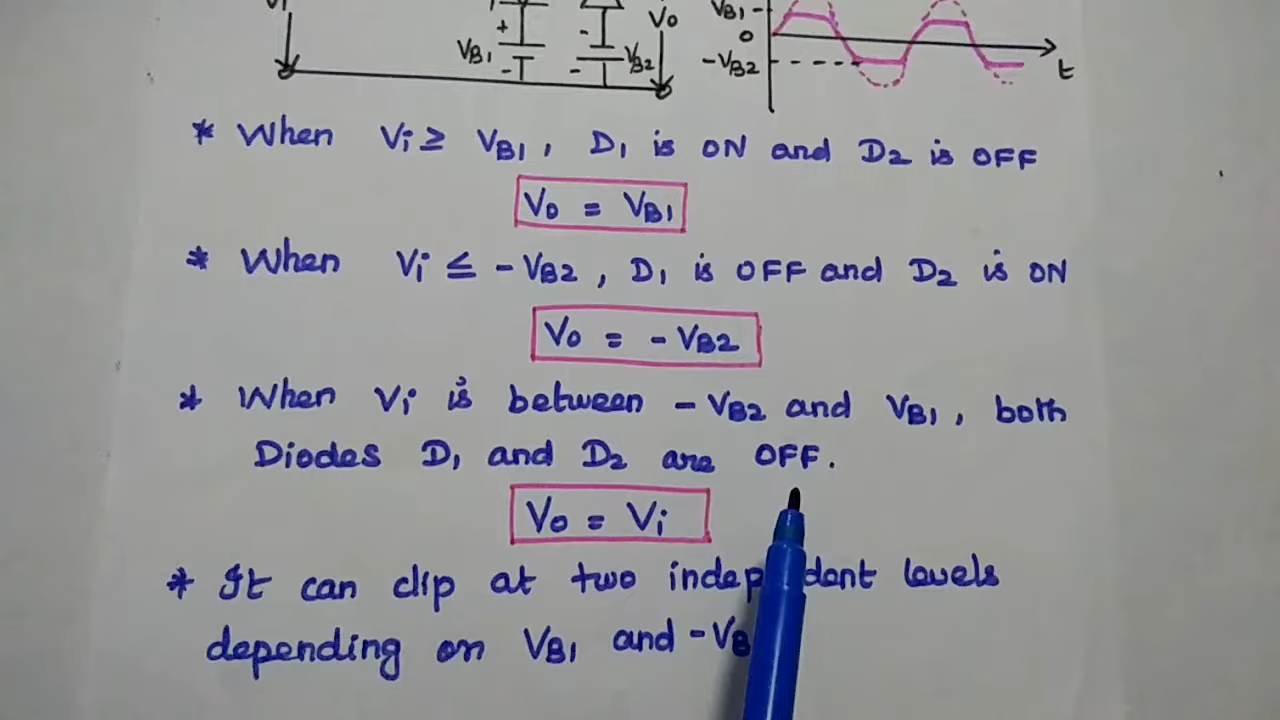 Vi
+ - Vo VB1
0
VB1 VB2 -VB2
- - t
* When Vi ≥ VB1, D1 is ON and D2 is OFF
Vo = VB1
* When Vi ≤ -VB2, D1 is OFF and D2 is ON
Vo = -VB2
* When Vi is between -VB2 and VB1, both
Diodes D1 and D2 are OFF.
Vo = Vi
* It can clip at two levels
depending on VB1 and